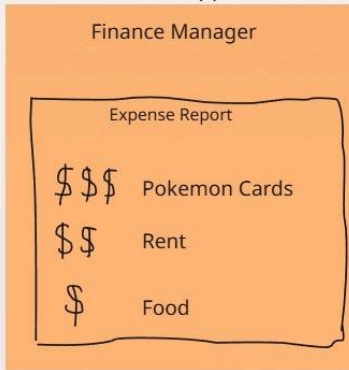 Finance Manager
Expense Report
$$$ Pokemon Cards
$$ Rent
$ Food